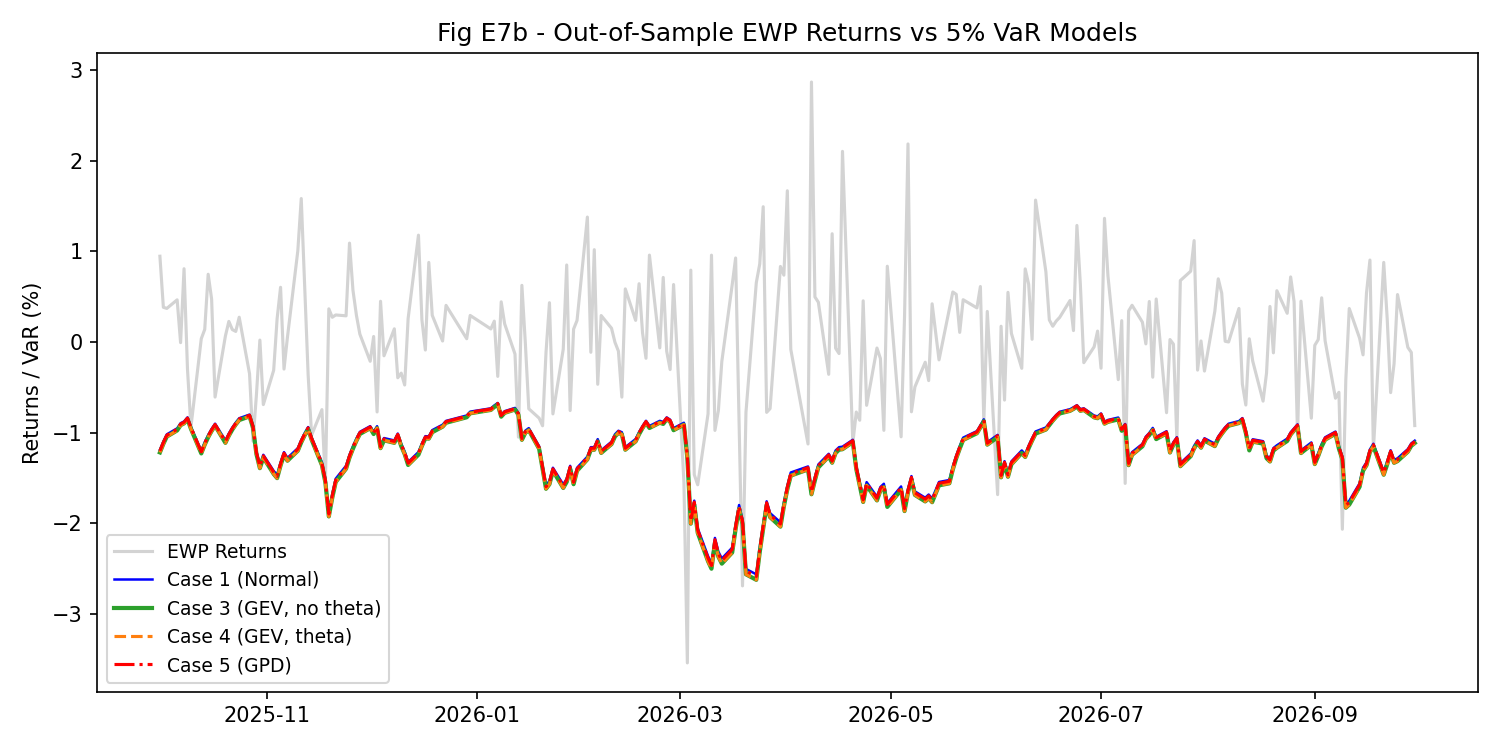 Fig E7b - Out-of-Sample EWP Returns vs 5% VaR Models
Returns / VaR (%)
3
2
1
0
−1
−2
−3
EWP Returns
Case 1 (Normal)
Case 3 (GEV, no theta)
Case 4 (GEV, theta)
Case 5 (GPD)
2025-11
2026-01
2026-03
2026-05
2026-07
2026-09